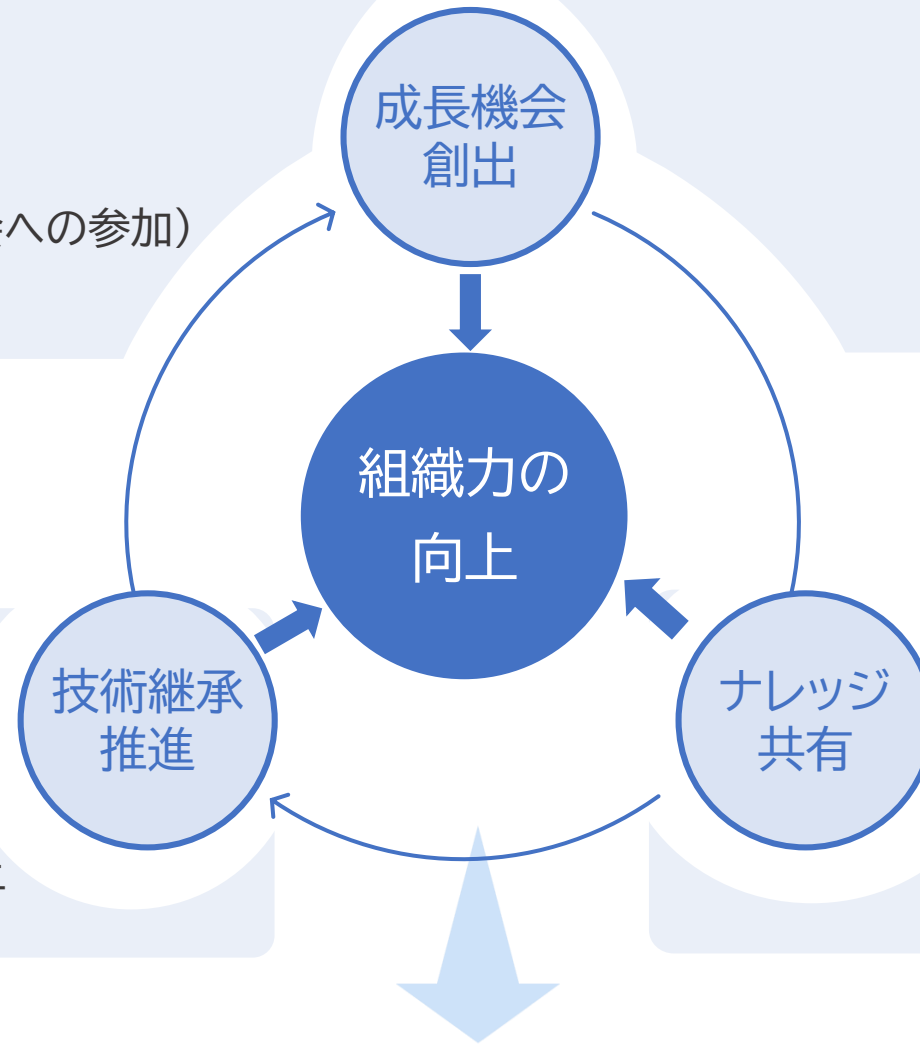 成長機会
創出
への参加）
組織力の
向上
技術継承
推進
ナレッジ
共有